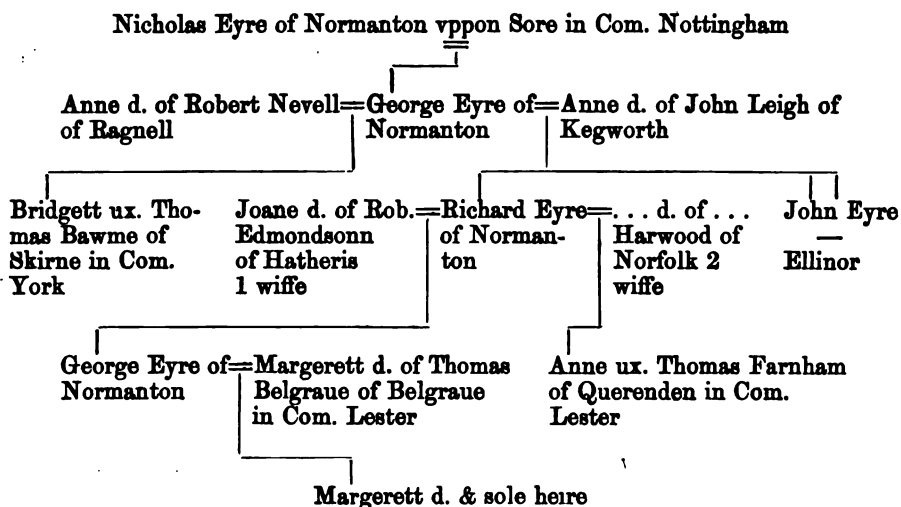 Nicholas Eyre of Normanton vppon Sore in Com. Nottingham
Anne d. of Robert Nevell=George Eyre of=Anne d. of John Leigh of
of Ragnell Normanton Kegworth
Bridgett ux. Tho- Joane d. of Rob.=Richard Eyre=... d. of ... John Eyre
mas Bawme of Edmondsonn of Norman- Harwood of —
Skirne in Com. of Hatheris ton Norfolk 2 Ellinor
York 1 wiffe wiffe
George Eyre of=Margerett d. of Thomas Anne ux. Thomas Farnham
Normanton Belgraue of Belgraue of Querenden in Com.
in Com. Lester Lester
Margerett d. & sole heire